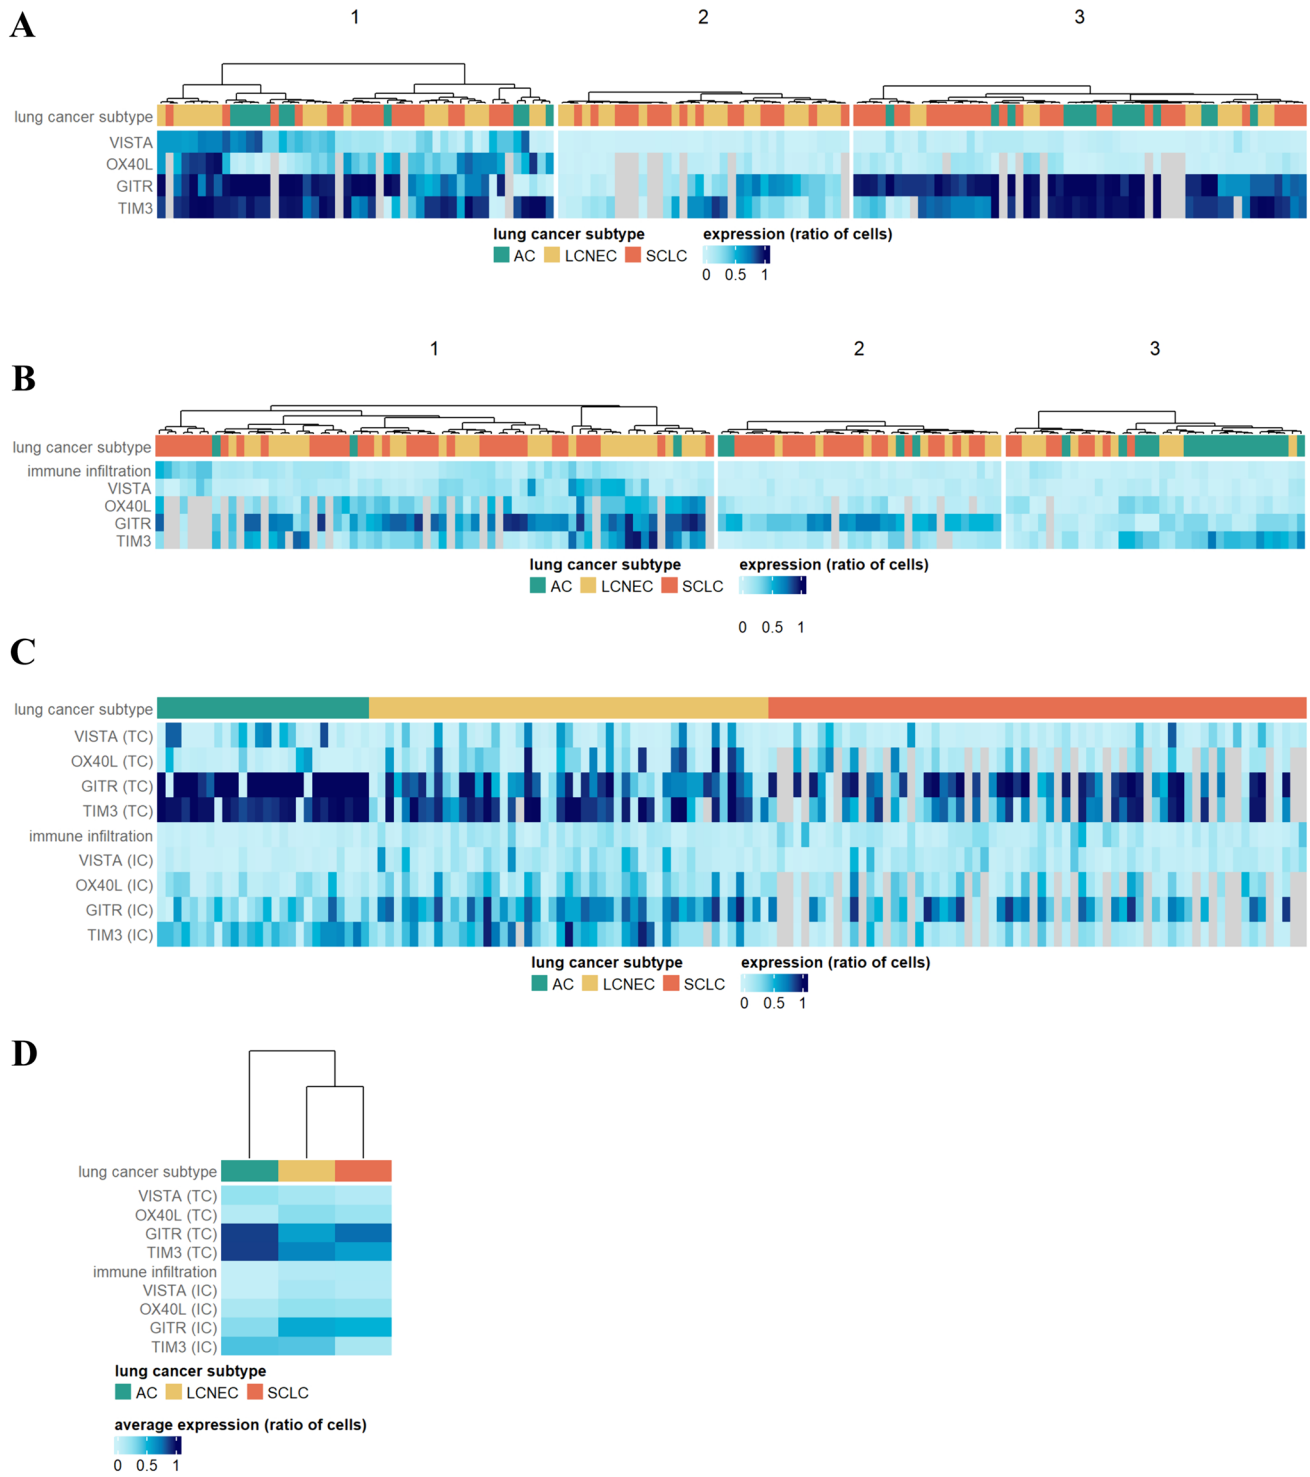 A
1 2 3
lung cancer subtype
VISTA
OX40L
GITR
TIM3
lung cancer subtype expression (ratio of cells)
AC LCNEC SCLC
0 0.5 1
B
1 2 3
lung cancer subtype
immune infiltration
VISTA
OX40L
GITR
TIM3
lung cancer subtype expression (ratio of cells)
AC LCNEC SCLC
0 0.5 1
C
lung cancer subtype
VISTA (TC)
OX40L (TC)
GITR (TC)
TIM3 (TC)
immune infiltration
VISTA (IC)
OX40L (IC)
GITR (IC)
TIM3 (IC)
lung cancer subtype expression (ratio of cells)
AC LCNEC SCLC
0 0.5 1
D
lung cancer subtype
VISTA (TC)
OX40L (TC)
GITR (TC)
TIM3 (TC)
immune infiltration
VISTA (IC)
OX40L (IC)
GITR (IC)
TIM3 (IC)
lung cancer subtype
AC LCNEC SCLC
average expression (ratio of cells)
0 0.5 1